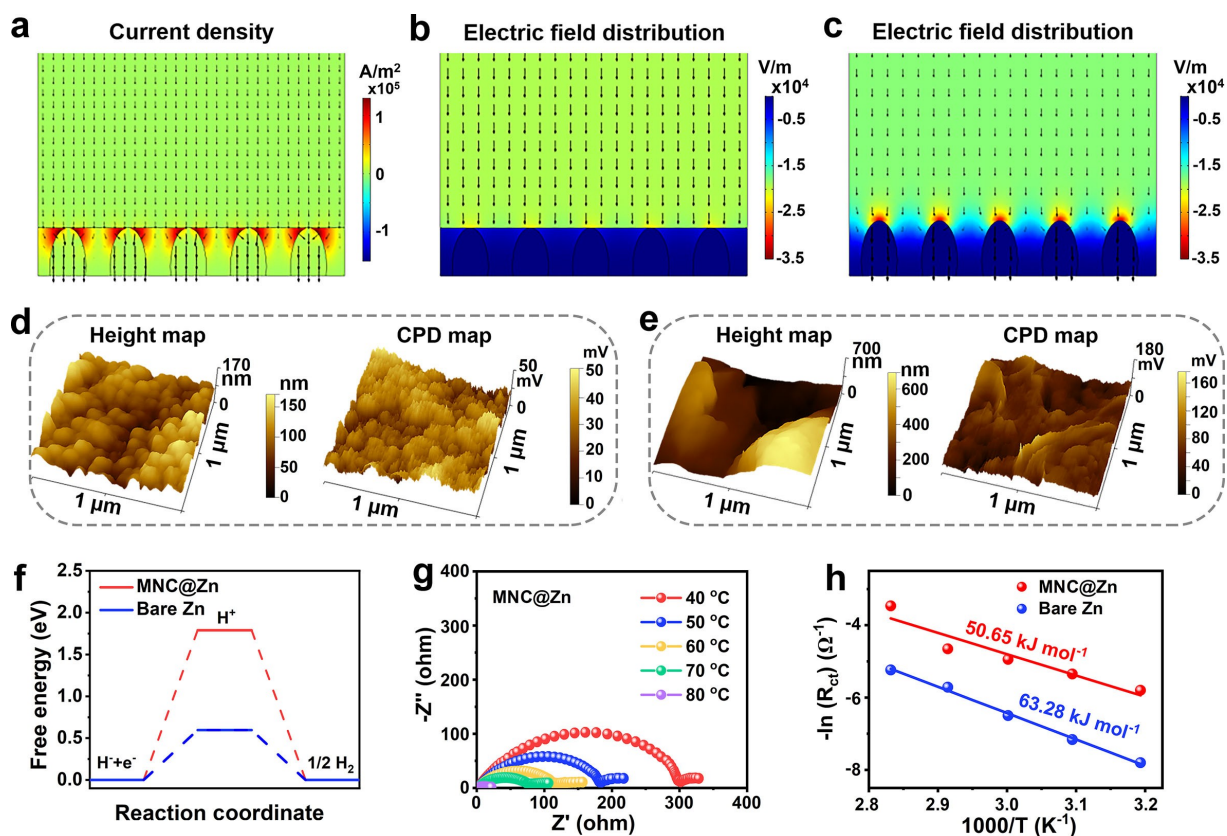 a
Current density
A/m²
x10⁵
1
0
-1
b
Electric field distribution
V/m
x10⁴
-0
-1.5
-2.5
-3.5
c
Electric field distribution
V/m
x10⁴
-0
-1.5
-2.5
-3.5
d
Height map
170
nm
0
1 μm
1 μm
nm
150
100
50
0
CPD map
50
mV
0
1 μm
1 μm
mV
50
40
30
20
10
0
e
Height map
700
nm
0
1 μm
1 μm
nm
600
400
200
0
CPD map
180
mV
0
1 μm
1 μm
mV
160
120
80
40
0
f
Free energy (eV)
2.5
2.0
1.5
1.0
0.5
0.0
MNC@Zn
Bare Zn
H⁺
H⁻+e⁻
1/2 H₂
Reaction coordinate
g
-Z'' (ohm)
400
300
200
100
0
MNC@Zn
40 °C
50 °C
60 °C
70 °C
80 °C
0 100 200 300 400
Z' (ohm)
h
-ln (Rct) (Ω⁻¹)
-4
-6
-8
MNC@Zn
Bare Zn
50.65 kJ mol⁻¹
63.28 kJ mol⁻¹
2.8 2.9 3.0 3.1 3.2
1000/T (K⁻¹)